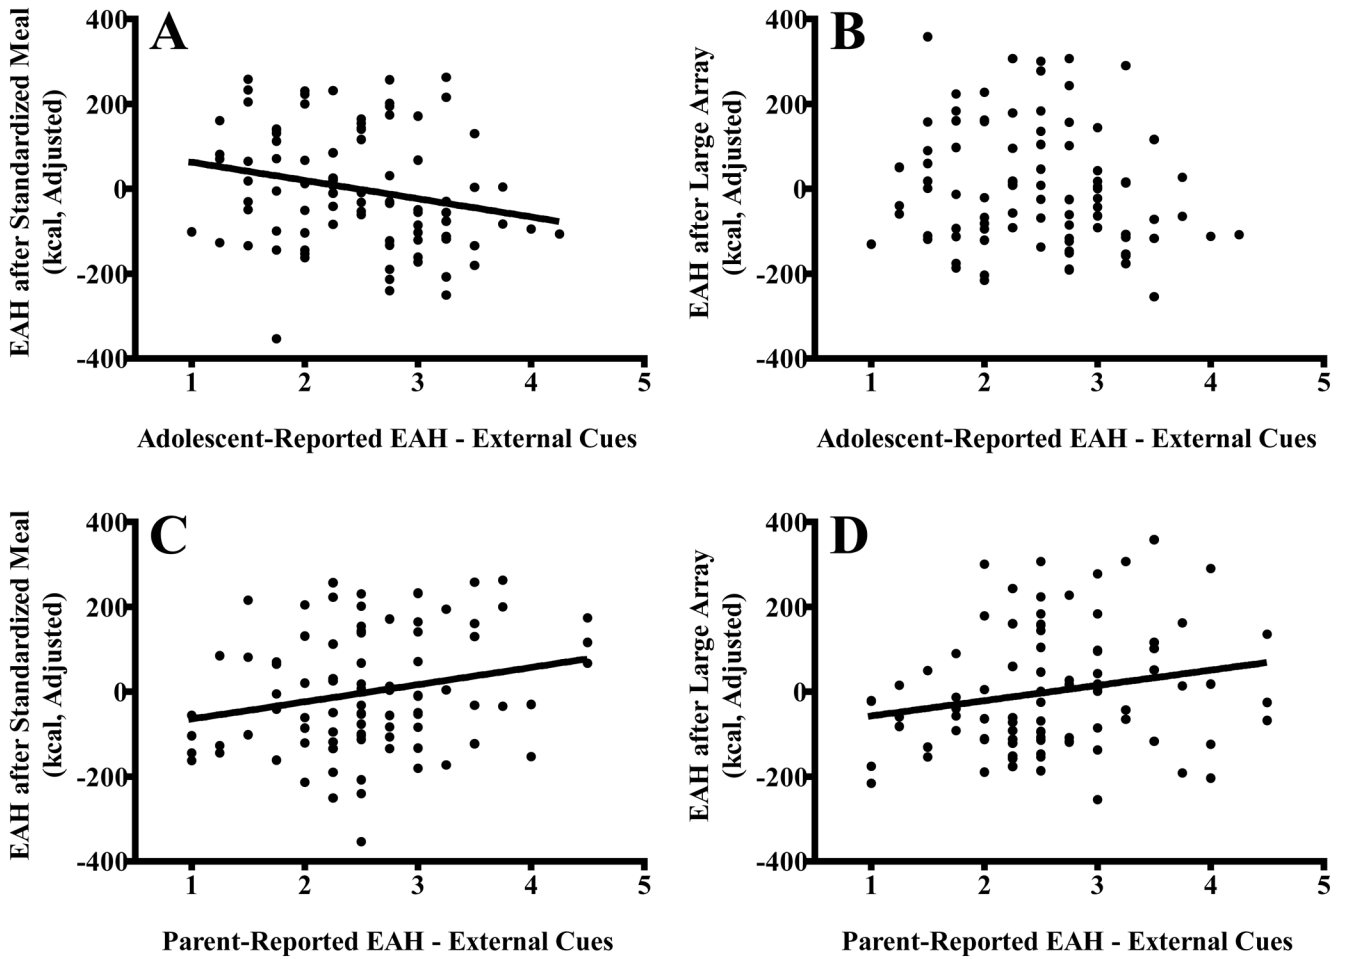 A
EAH after Standardized Meal
(kcal, Adjusted)
400
200
0
-200
-400
1 2 3 4 5
Adolescent-Reported EAH - External Cues
B
EAH after Large Array
(kcal, Adjusted)
400
200
0
-200
-400
1 2 3 4 5
Adolescent-Reported EAH - External Cues
C
EAH after Standardized Meal
(kcal, Adjusted)
400
200
0
-200
-400
1 2 3 4 5
Parent-Reported EAH - External Cues
D
EAH after Large Array
(kcal, Adjusted)
400
200
0
-200
-400
1 2 3 4 5
Parent-Reported EAH - External Cues